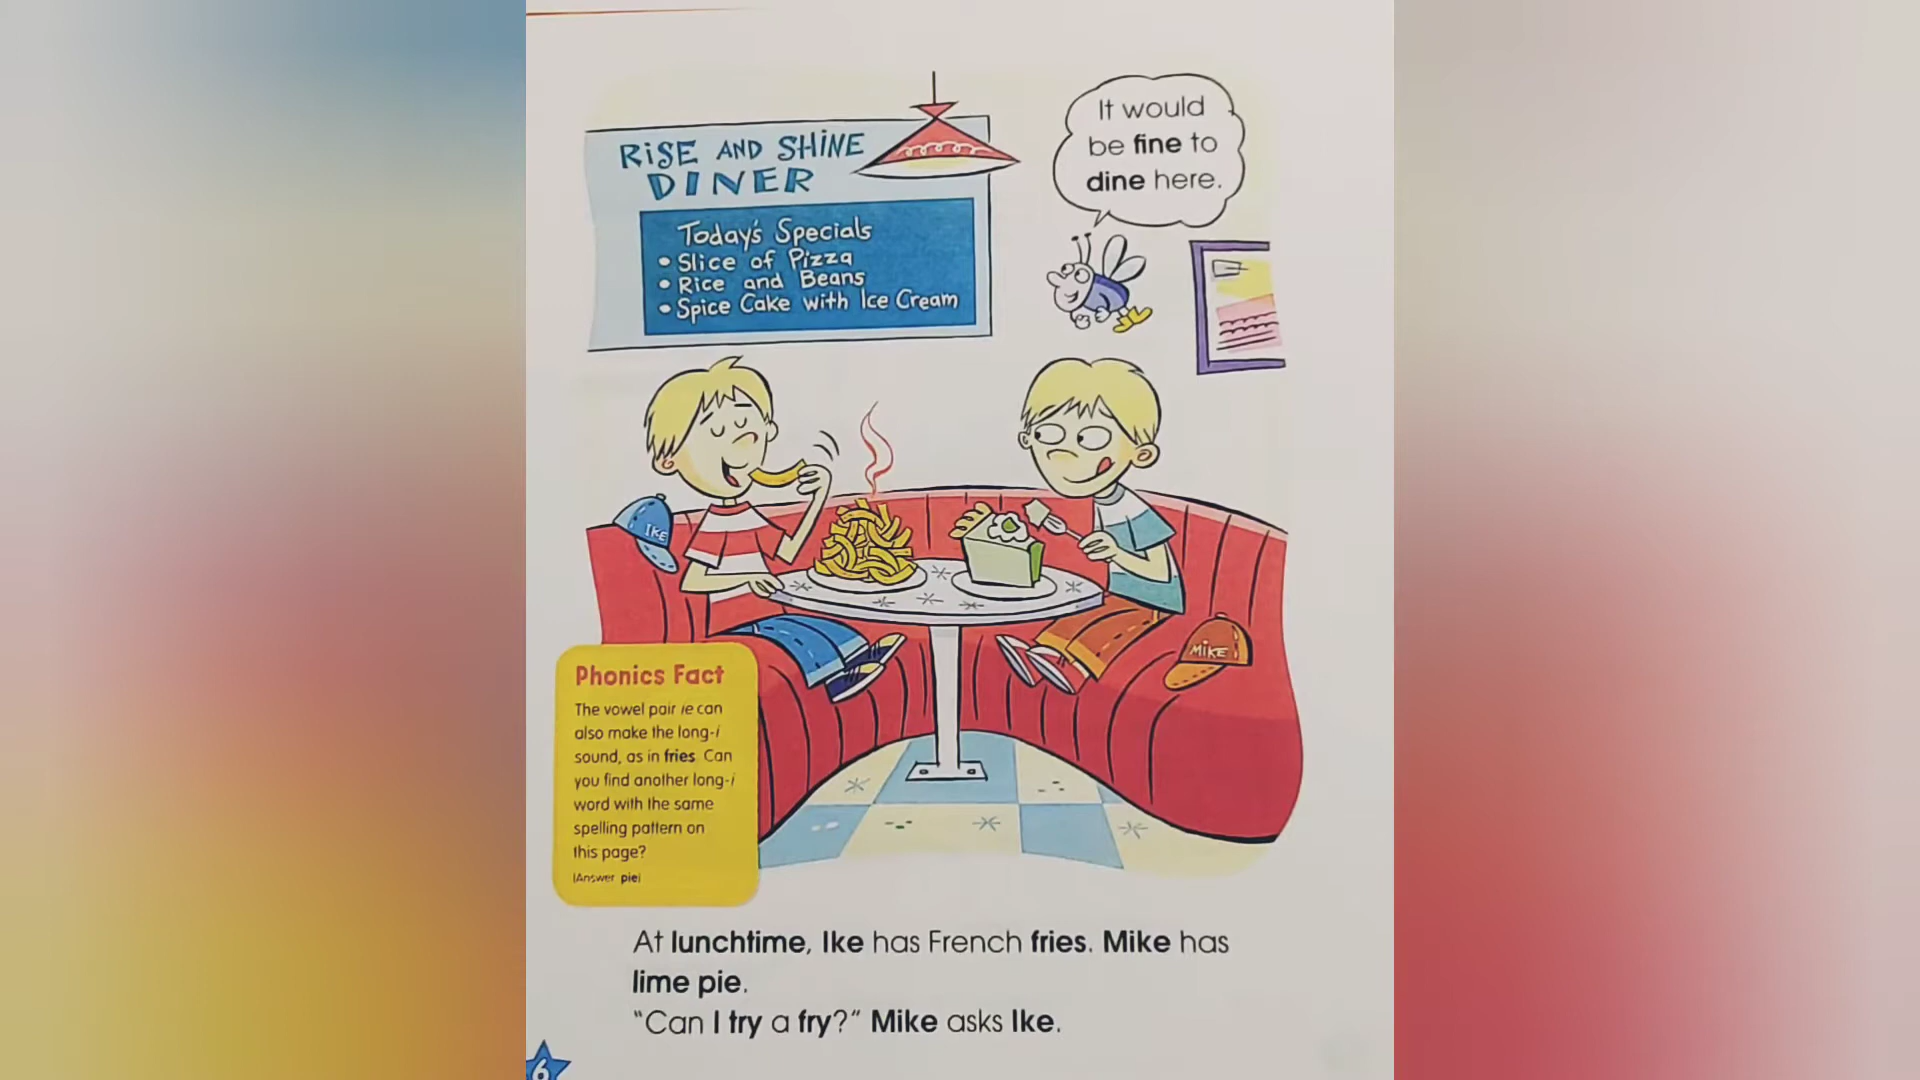 RiSE AND SHiNE
DINER
Today's Specials
• Slice of Pizza
• Rice and Beans
• Spice Cake with Ice Cream
It would
be fine to
dine here.
IKE
MiKE
Phonics Fact
The vowel pair ie can
also make the long-i
sound, as in fries Can
you find another long-i
word with the same
spelling pattern on
this page?
(Answer pie)
At lunchtime, Ike has French fries. Mike has
lime pie.
"Can I try a fry?" Mike asks Ike.
6